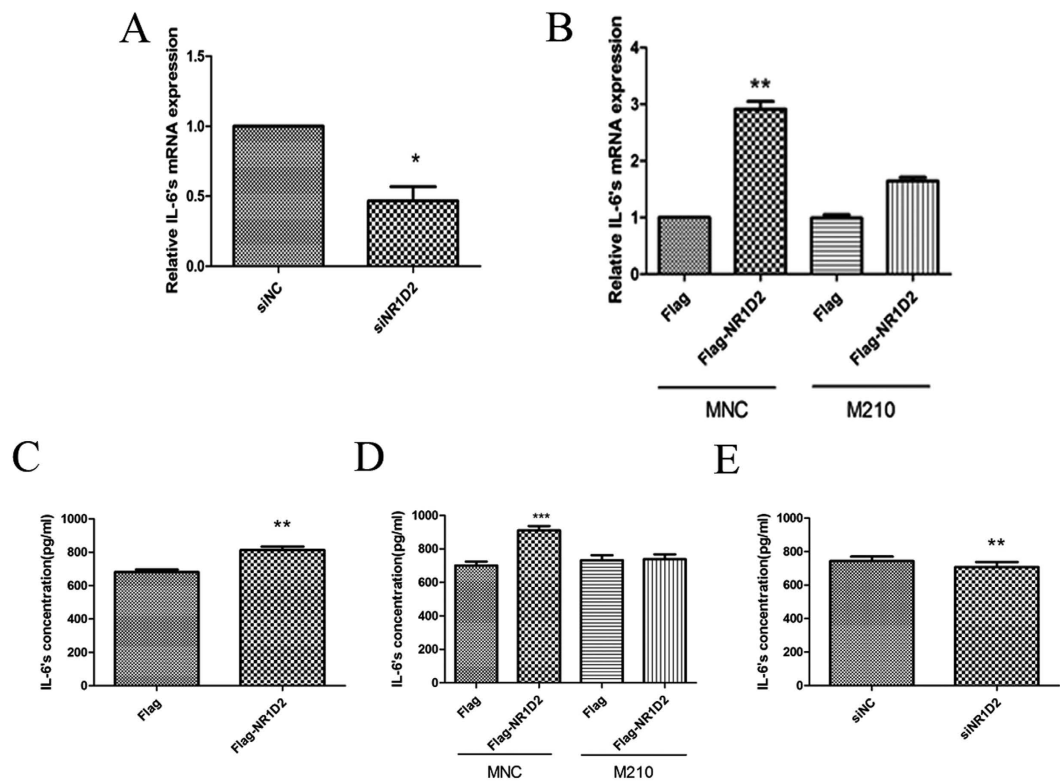 A
Relative IL-6's mRNA expression
1.5
1.0
0.5
0.0
*
siNC
siNR1D2
B
Relative IL-6's mRNA expression
4
3
2
1
0
**
Flag
Flag-NR1D2
Flag
Flag-NR1D2
MNC
M210
C
IL-6's concentration(pg/ml)
1000
800
600
400
200
0
**
Flag
Flag-NR1D2
D
IL-6's concentration(pg/ml)
1000
800
600
400
200
0
***
Flag
Flag-NR1D2
Flag
Flag-NR1D2
MNC
M210
E
IL-6's concentration(pg/ml)
1000
800
600
400
200
0
**
siNC
siNR1D2